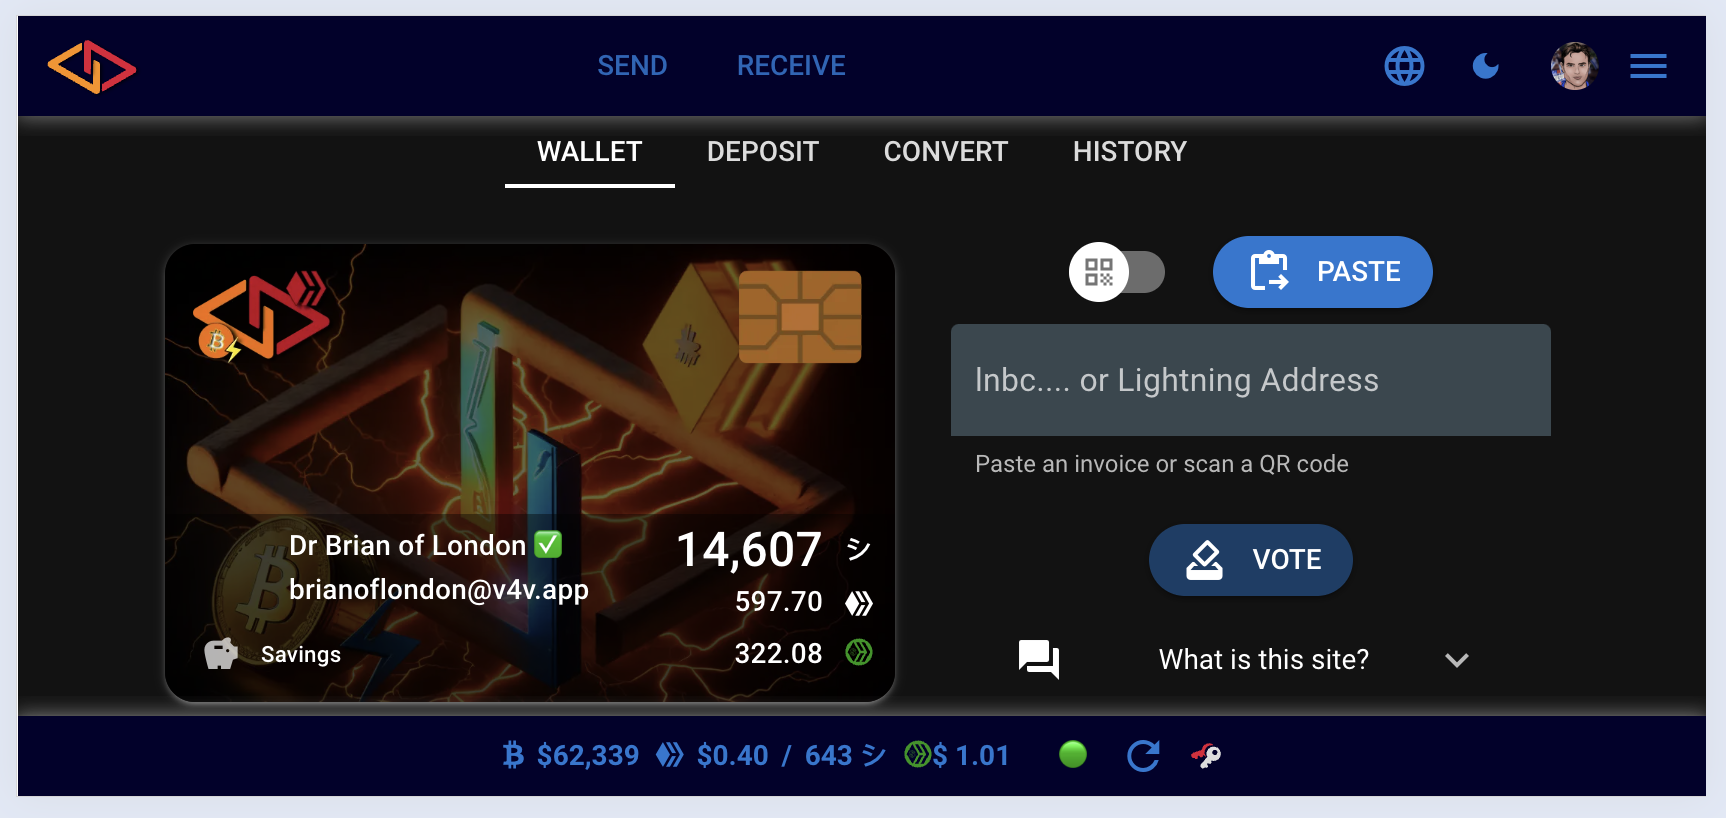 SEND RECEIVE
WALLET DEPOSIT CONVERT HISTORY
PASTE
lnbc.... or Lightning Address
Paste an invoice or scan a QR code
Dr Brian of London
brianoflondon@v4v.app
14,607 シ
597.70
Savings
322.08
VOTE
What is this site?
$62,339 $0.40 / 643 シ $ 1.01